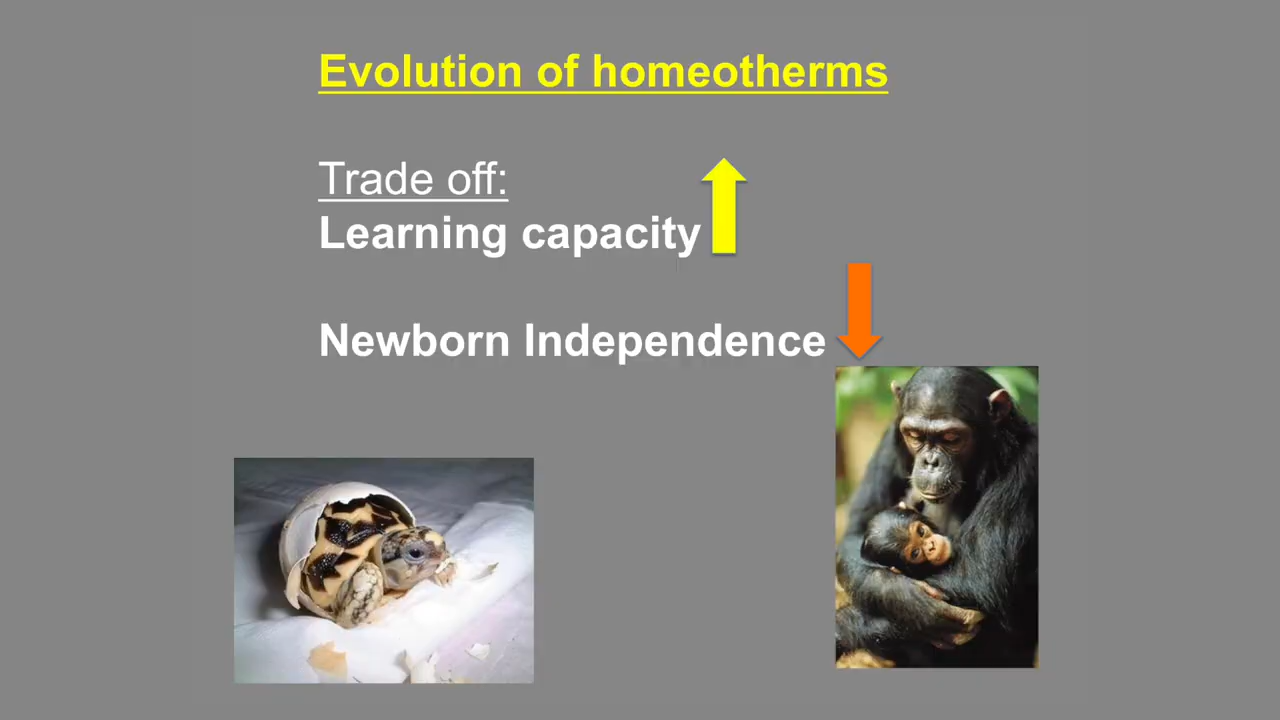 Evolution of homeotherms
Trade off:
Learning capacity
Newborn Independence